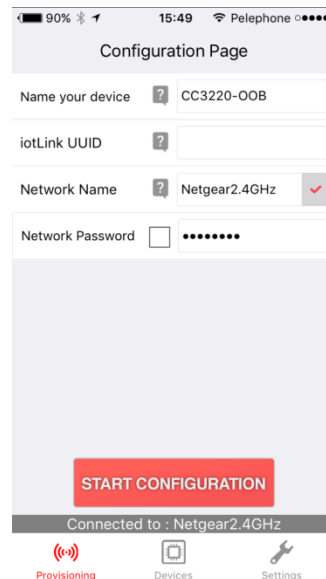 90% 15:49 Pelephone
Configuration Page
Name your device ? CC3220-OOB
iotLink UUID ?
Network Name ? Netgear2.4GHz
Network Password ••••••••
START CONFIGURATION
Connected to : Netgear2.4GHz
Provisioning Devices Settings